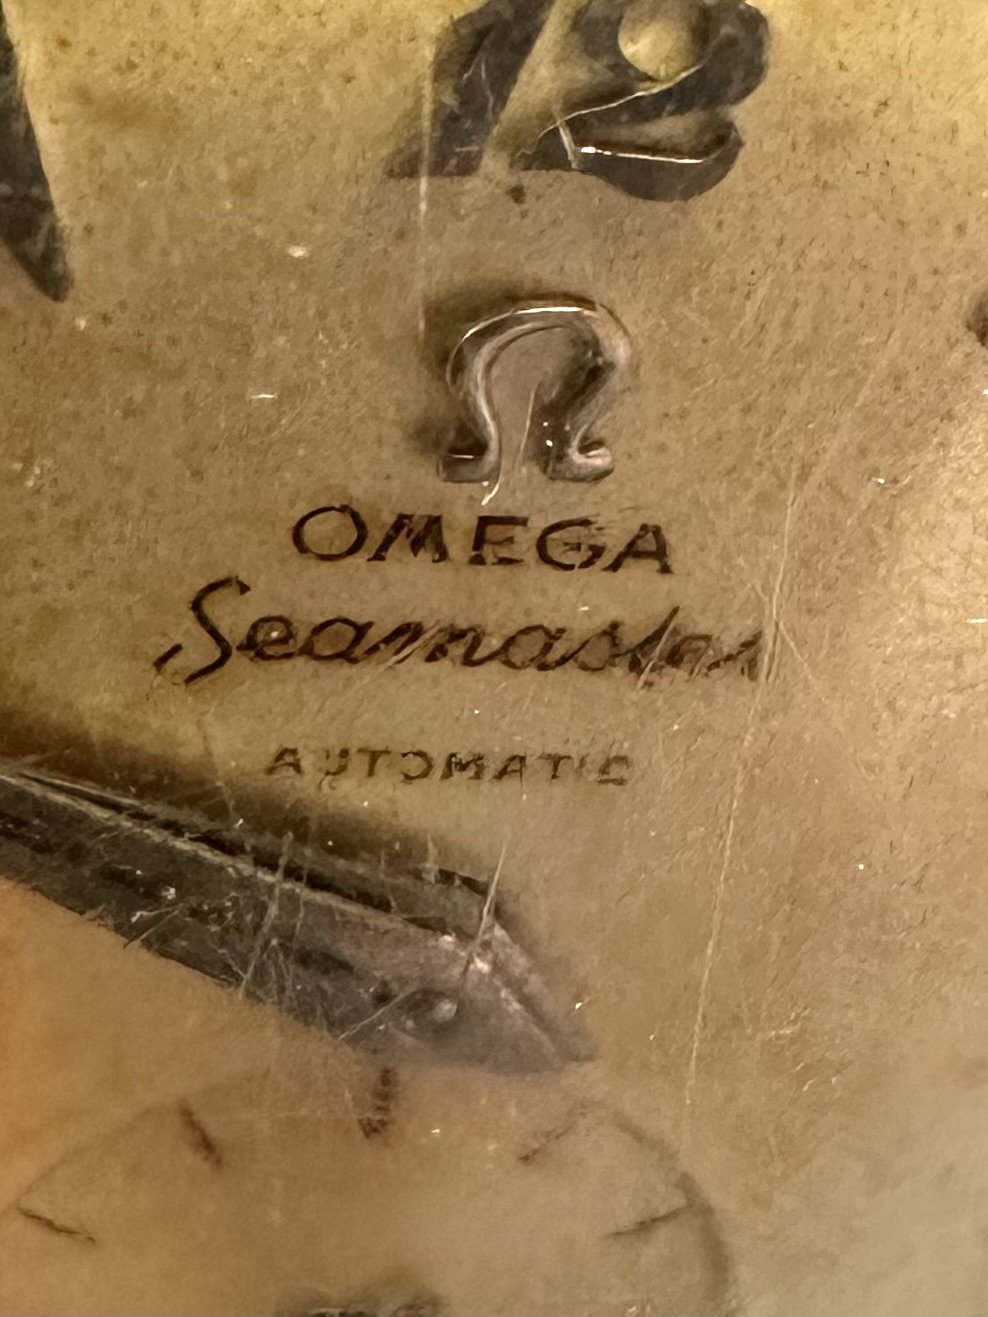 12
Ω
OMEGA
Seamaster
AUTOMATIC